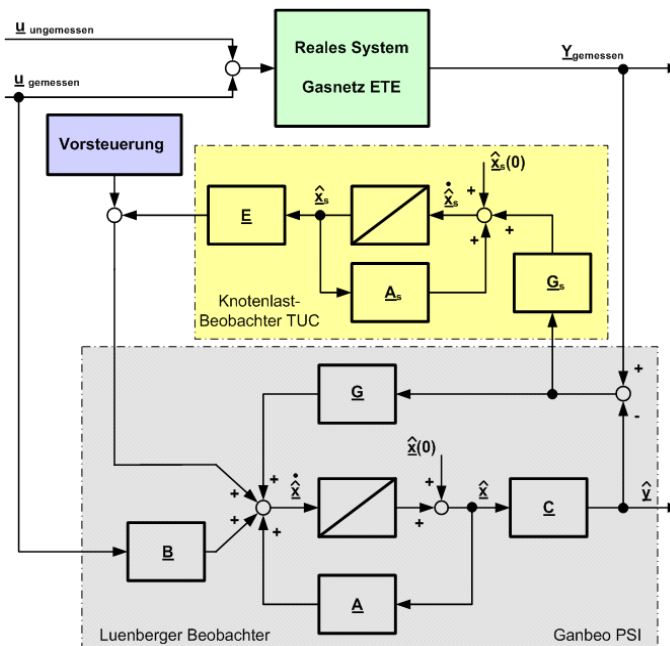 u ungemessen
Reales System
Gasnetz ETE
Y gemessen
u gemessen
Vorsteuerung
x̂s(0)
+
E
x̂s
ẋ̂s
+
+
As
Gs
Knotenlast-
Beobachter TUC
G
+
-
x̂(0)
+
+
+
+
+
ẋ̂
+
x̂
C
ŷ
B
A
Luenberger Beobachter
Ganbeo PSI